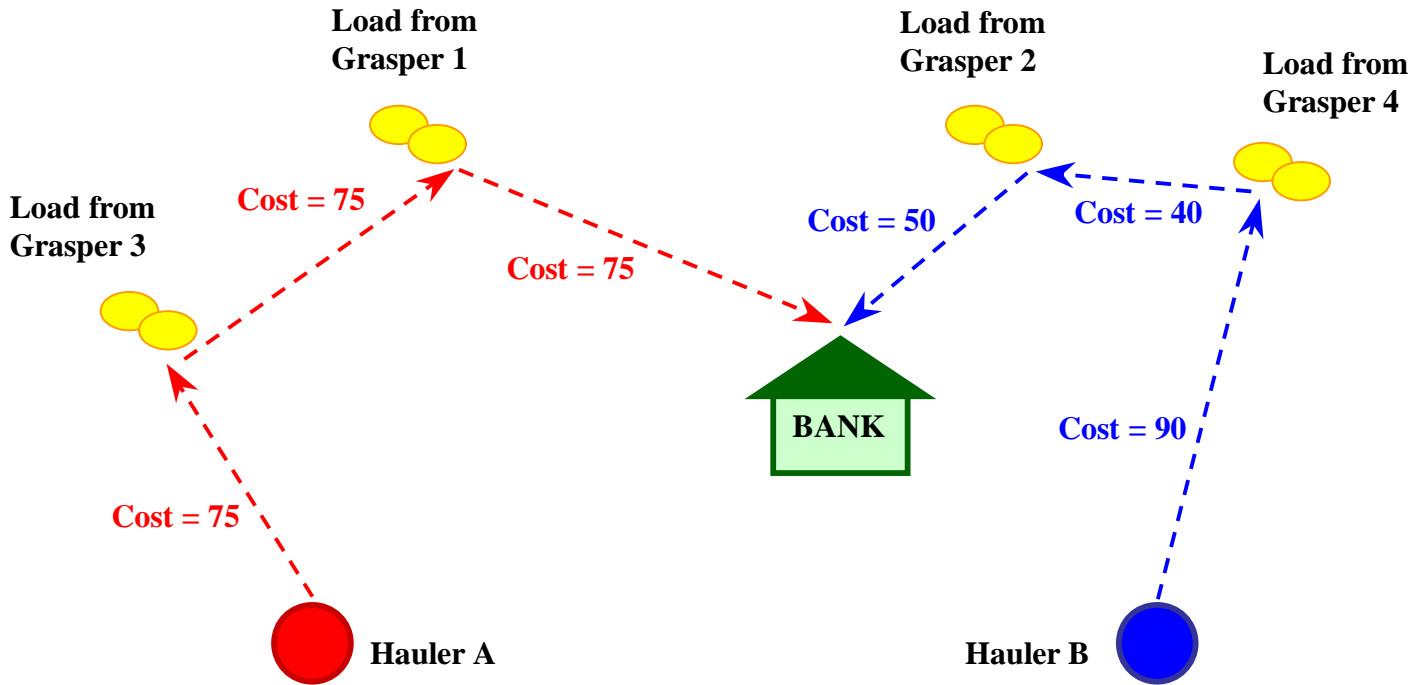 Load from
Grasper 1
Load from
Grasper 2
Load from
Grasper 4
Cost = 75
Load from
Grasper 3
Cost = 50
Cost = 40
Cost = 75
BANK
Cost = 90
Cost = 75
Hauler A
Hauler B